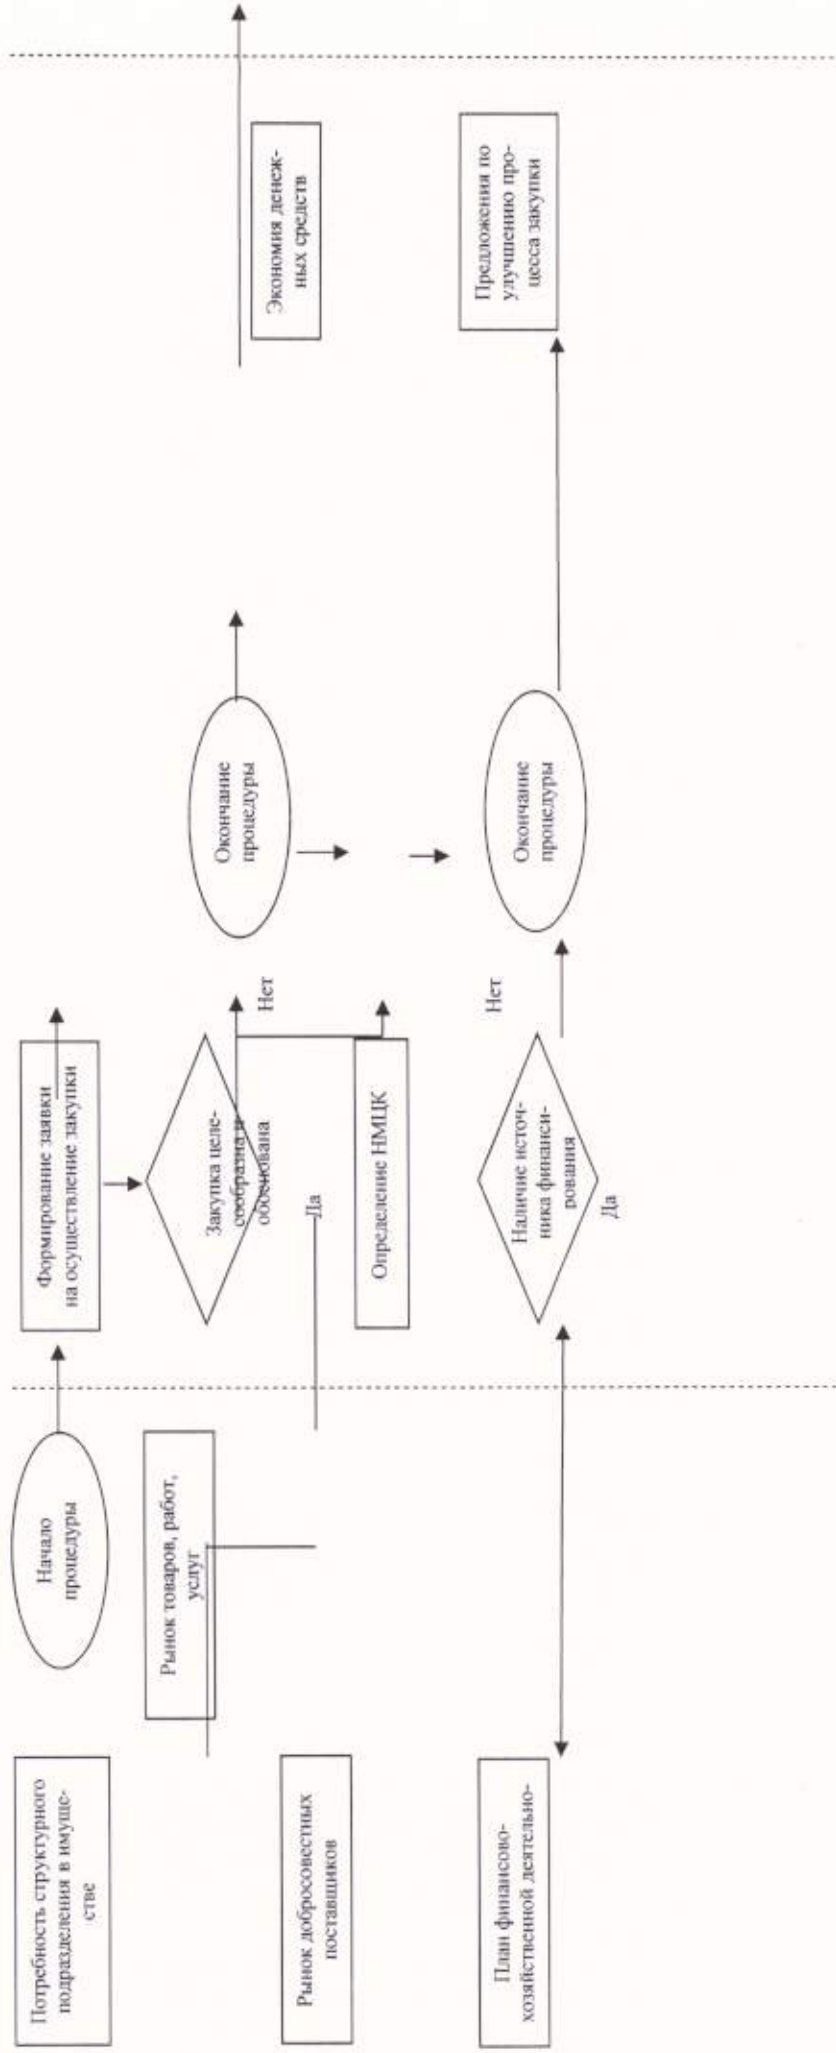 Потребность структурного
подразделения в имуще-
стве
Начало
процедуры
Формирование заявки
на осуществление закупки
Рынок товаров, работ,
услуг
Закупка целе-
сообразна и
обоснована
Нет
Окончание
процедуры
Экономия денеж-
ных средств
Рынок добросовестных
поставщиков
Да
Определение НМЦК
План финансово-
хозяйственной деятельно-
Наличие источ-
ника финанси-
рования
Да
Нет
Окончание
процедуры
Предложения по
улучшению про-
цесса закупки